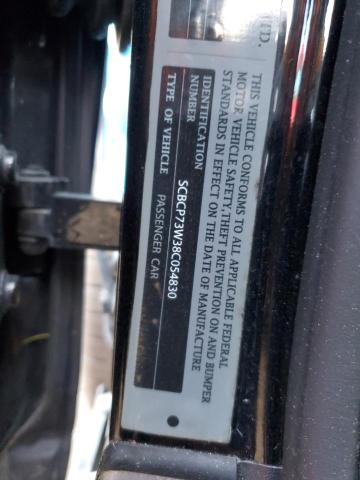 TD.
THIS VEHICLE CONFORMS TO ALL APPLICABLE FEDERAL
MOTOR VEHICLE SAFETY, THEFT PREVENTION AND BUMPER
STANDARDS IN EFFECT ON THE DATE OF MANUFACTURE
IDENTIFICATION
NUMBER SCBCP73W38C054830
TYPE OF VEHICLE PASSENGER CAR